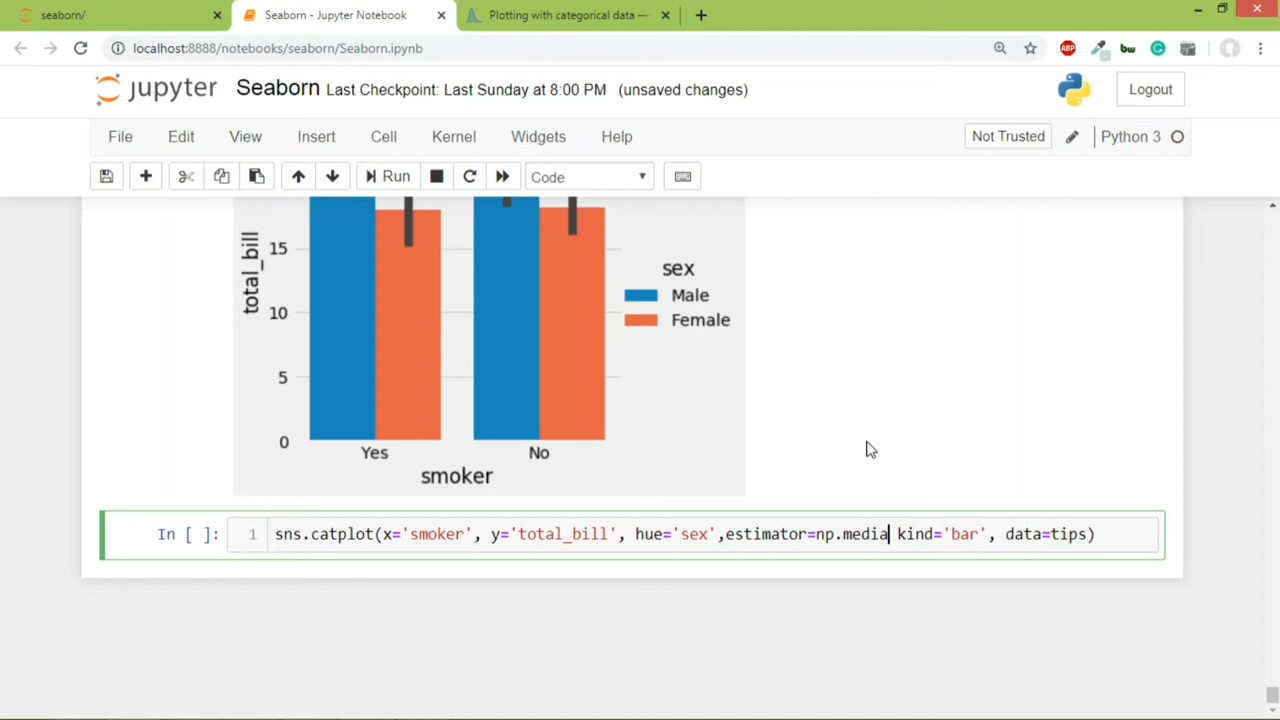 seaborn/
Seaborn - Jupyter Notebook
Plotting with categorical data —
localhost:8888/notebooks/seaborn/Seaborn.ipynb
ABP
bw
jupyter Seaborn Last Checkpoint: Last Sunday at 8:00 PM (unsaved changes)
Logout
File Edit View Insert Cell Kernel Widgets Help
Not Trusted
Python 3
Run
Code
total_bill
15
10
5
0
sex
Male
Female
Yes No
smoker
In [ ]: 1 sns.catplot(x='smoker', y='total_bill', hue='sex',estimator=np.media kind='bar', data=tips)